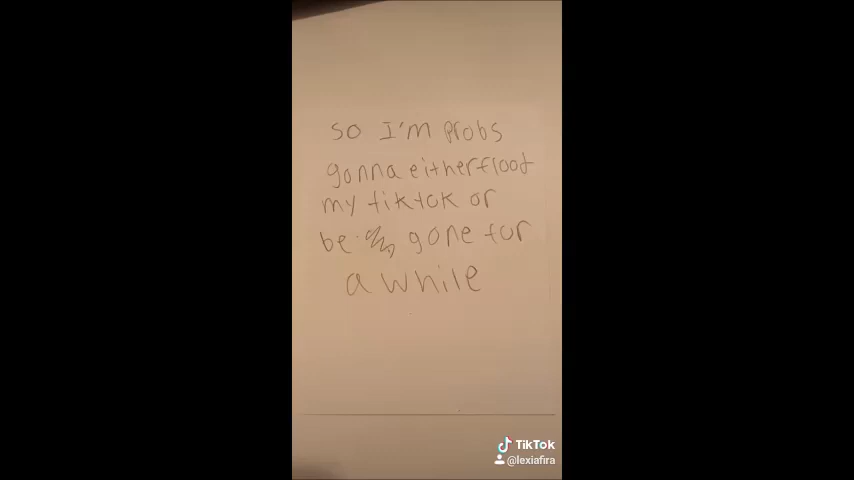 so I'm probs
gonna either flood
my tiktok or
be gone for
a while
TikTok
@lexiafira